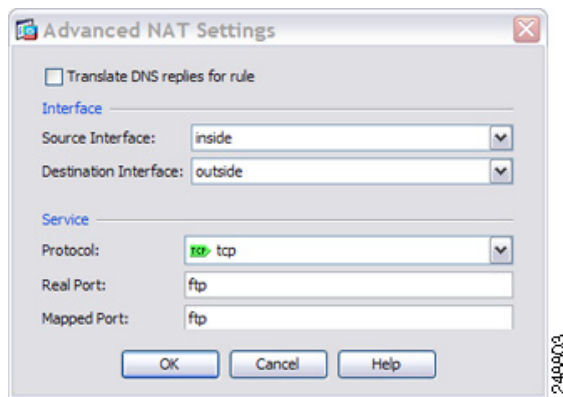 Advanced NAT Settings
Translate DNS replies for rule
Interface
Source Interface: inside
Destination Interface: outside
Service
Protocol: TCP tcp
Real Port: ftp
Mapped Port: ftp
OK Cancel Help
248803